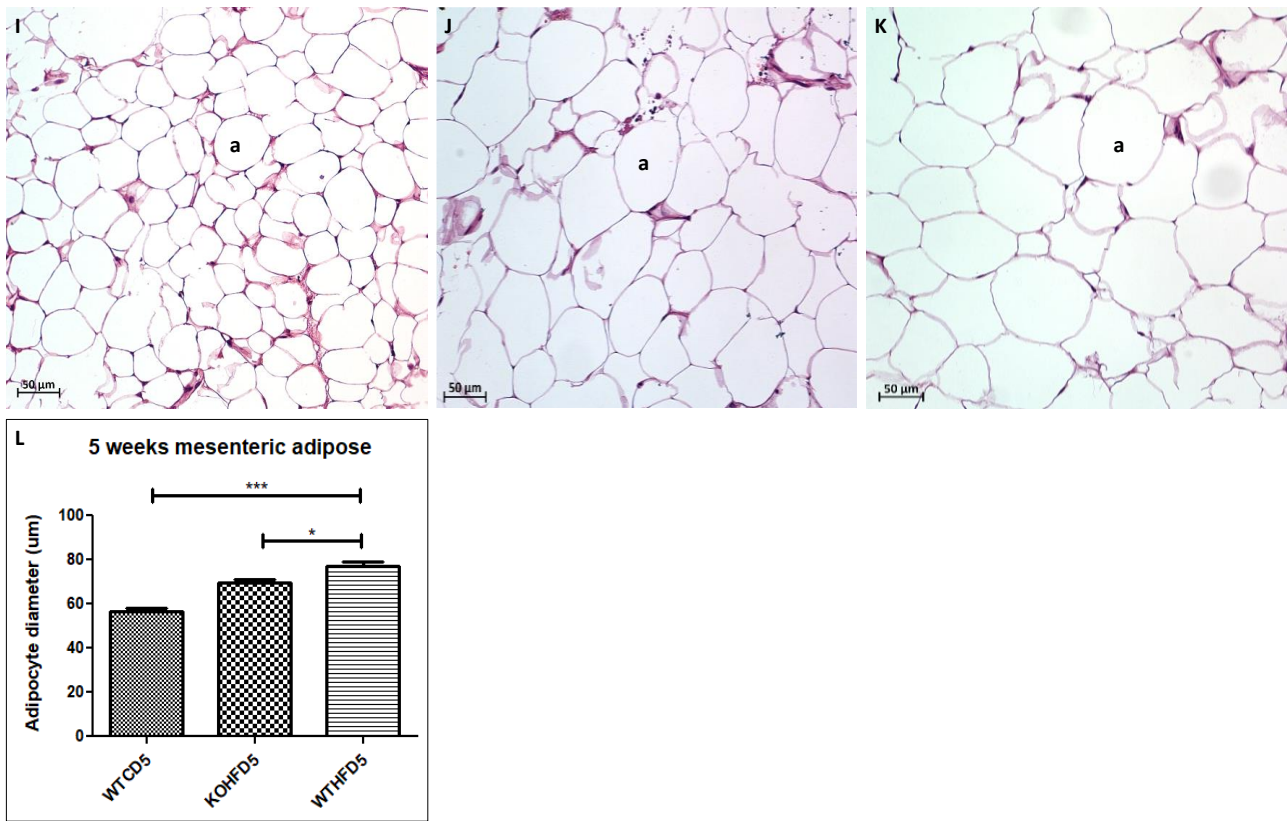 I
J
K
a
a
a
50 µm
50 µm
50 µm
L
5 weeks mesenteric adipose
***
*
100
80
60
40
20
0
Adipocyte diameter (um)
WTCD5
KOHFD5
WTHFD5